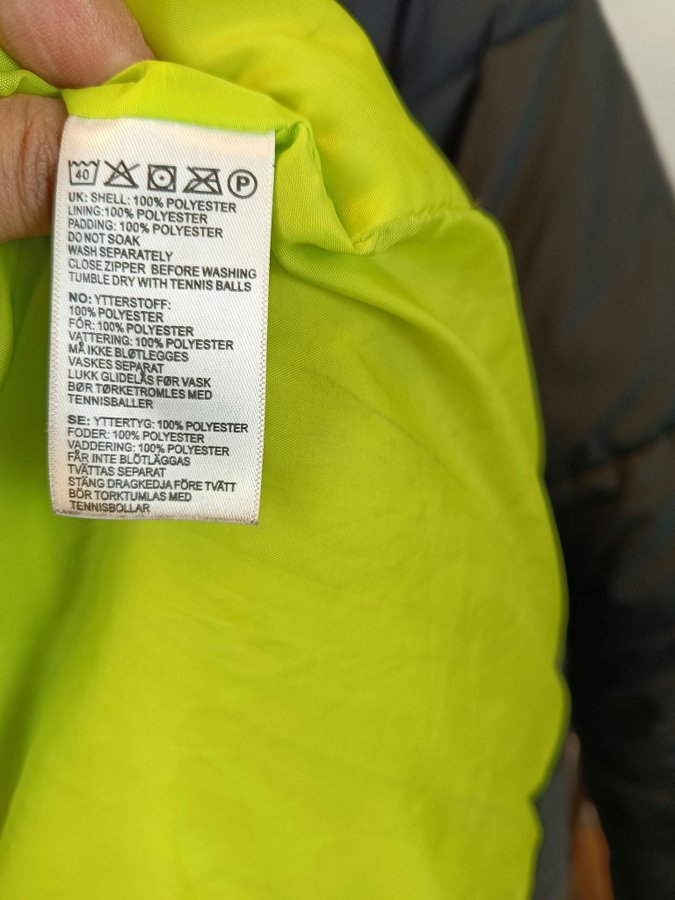 40 P
UK: SHELL: 100% POLYESTER
LINING:100% POLYESTER
PADDING: 100% POLYESTER
DO NOT SOAK
WASH SEPARATELY
CLOSE ZIPPER BEFORE WASHING
TUMBLE DRY WITH TENNIS BALLS
NO: YTTERSTOFF:
100% POLYESTER
FÓR: 100% POLYESTER
VATTERING: 100% POLYESTER
MÅ IKKE BLØTLEGGES
VASKES SEPARAT
LUKK GLIDELÅS FØR VASK
BØR TØRKETROMLES MED
TENNISBALLER
SE: YTTERTYG: 100% POLYESTER
FODER: 100% POLYESTER
VADDERING: 100% POLYESTER
FÅR INTE BLÖTLÄGGAS
TVÄTTAS SEPARAT
STÄNG DRAGKEDJA FÖRE TVÄTT
BÖR TORKTUMLAS MED
TENNISBOLLAR